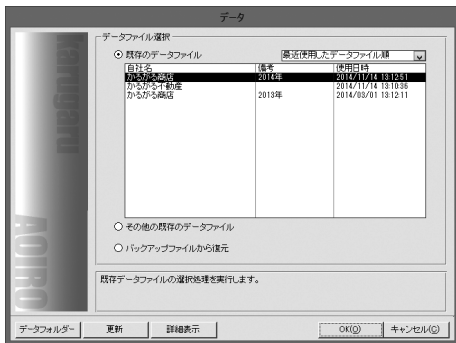 データ
データファイル選択
既存のデータファイル 最近使用したデータファイル順
自社名 備考 使用日時
かるがる商店 2014年 2014/11/14 13:12:51
かるがる不動産 2014/11/14 13:10:36
かるがる商店 2013年 2014/03/01 13:12:11
その他の既存のデータファイル
バックアップファイルから復元
既存データファイルの選択処理を実行します。
データフォルダー 更新 詳細表示 OK(O) キャンセル(C)
Karugaru
AOIRO